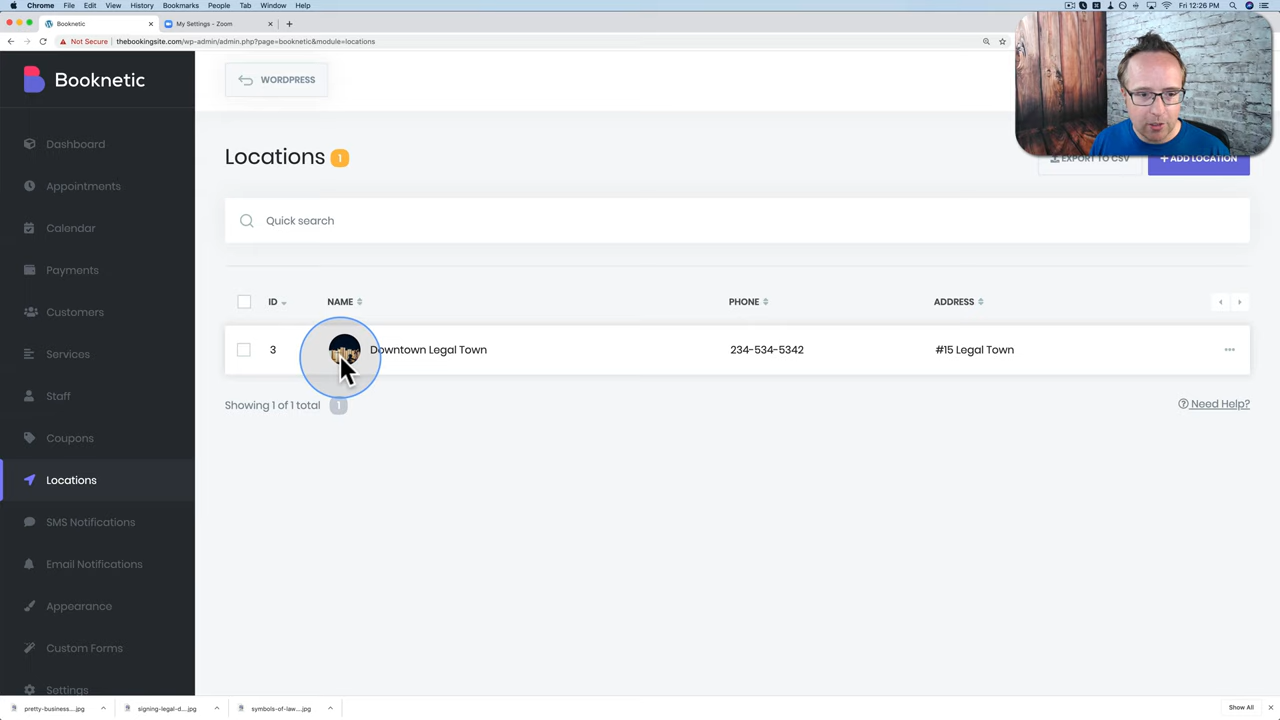 Chrome File Edit View History Bookmarks People Tab Window Help Fri 12:26 PM
Booknetic My Settings - Zoom
Not Secure thebookingsite.com/wp-admin/admin.php?page=booknetic&module=locations
Booknetic
WORDPRESS
Dashboard
Appointments
Calendar
Payments
Customers
Services
Staff
Coupons
Locations
SMS Notifications
Email Notifications
Appearance
Custom Forms
Settings
Locations 1
EXPORT TO CSV
+ ADD LOCATION
Quick search
ID NAME PHONE ADDRESS
3 Downtown Legal Town 234-534-5342 #15 Legal Town
Showing 1 of 1 total 1
Need Help?
pretty-business....jpg signing-legal-d....jpg symbols-of-law....jpg Show All